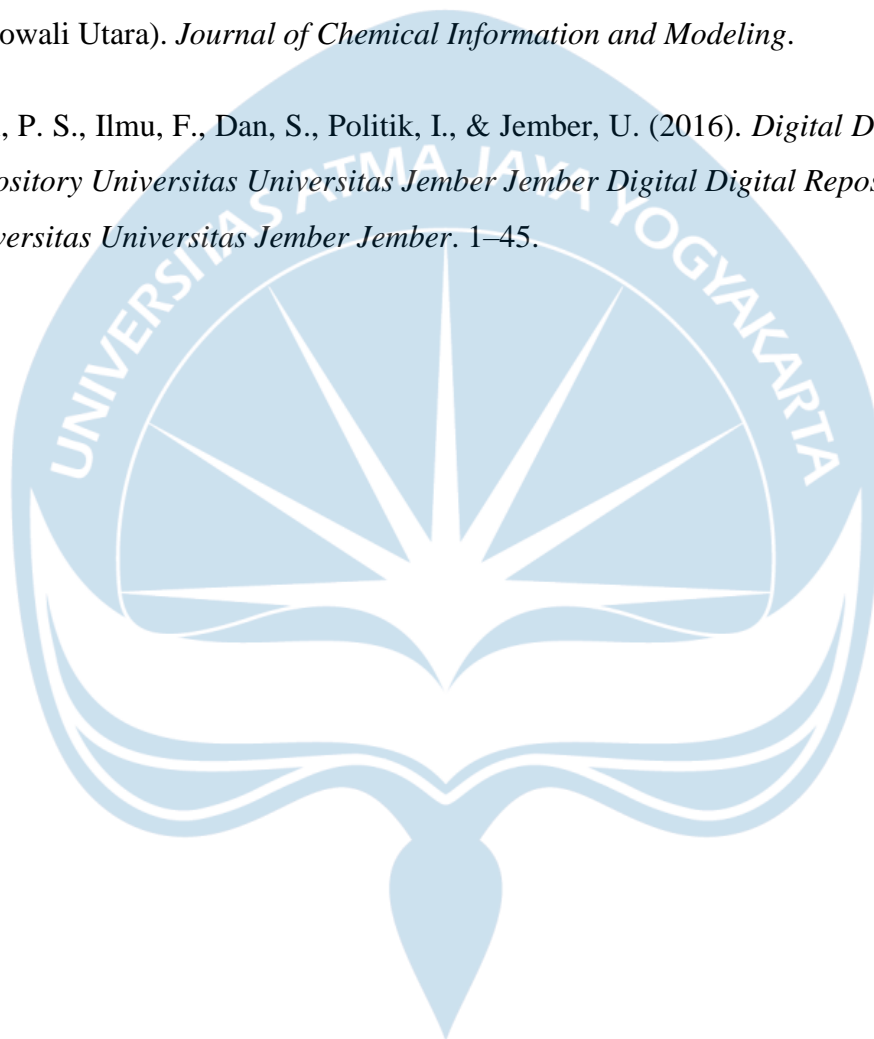 owali Utara). Journal of Chemical Information and Modeling.
, P. S., Ilmu, F., Dan, S., Politik, I., & Jember, U. (2016). Digital D
ository Universitas Universitas Jember Jember Digital Digital Repos
versitas Universitas Jember Jember. 1–45.
UNIVERSITAS ATMA JAYA YOGYAKARTA